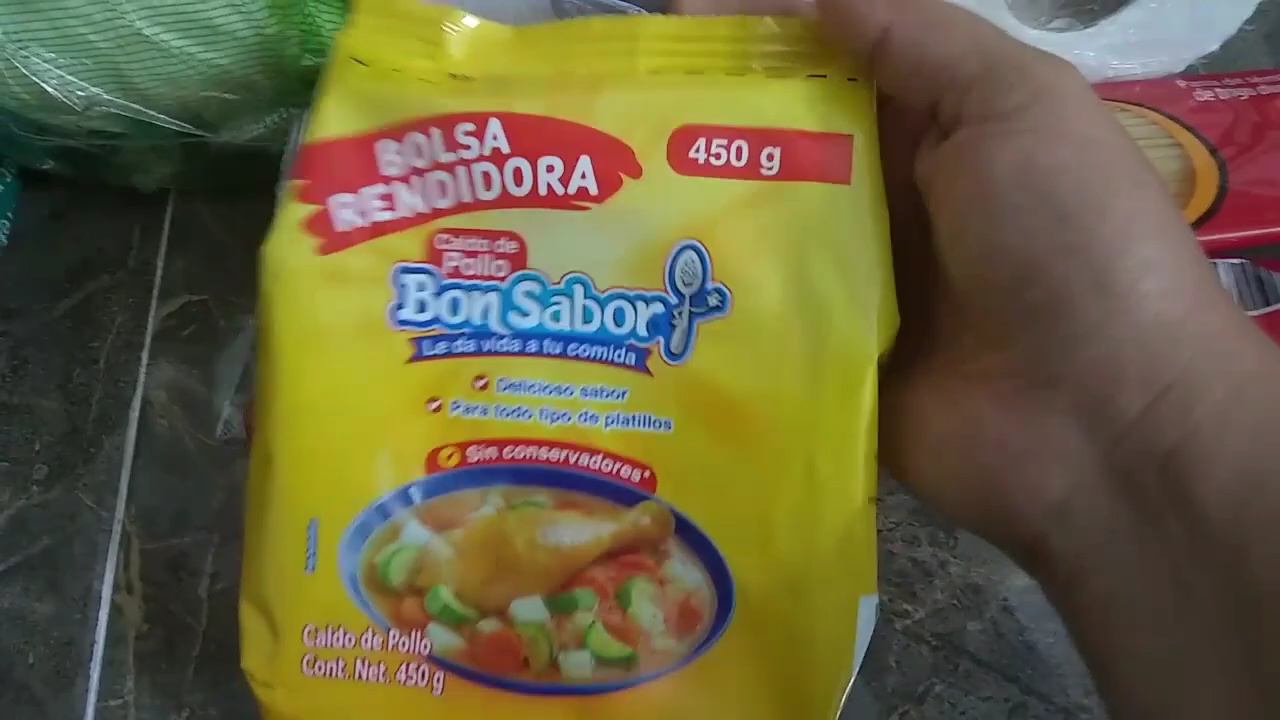 BOLSA
RENDIDORA
450 g
Caldo de
Pollo
BonSabor
Le da vida a tu comida
Delicioso sabor
Para todo tipo de platillos
Sin conservadores*
Caldo de Pollo
Cont. Net. 450 g